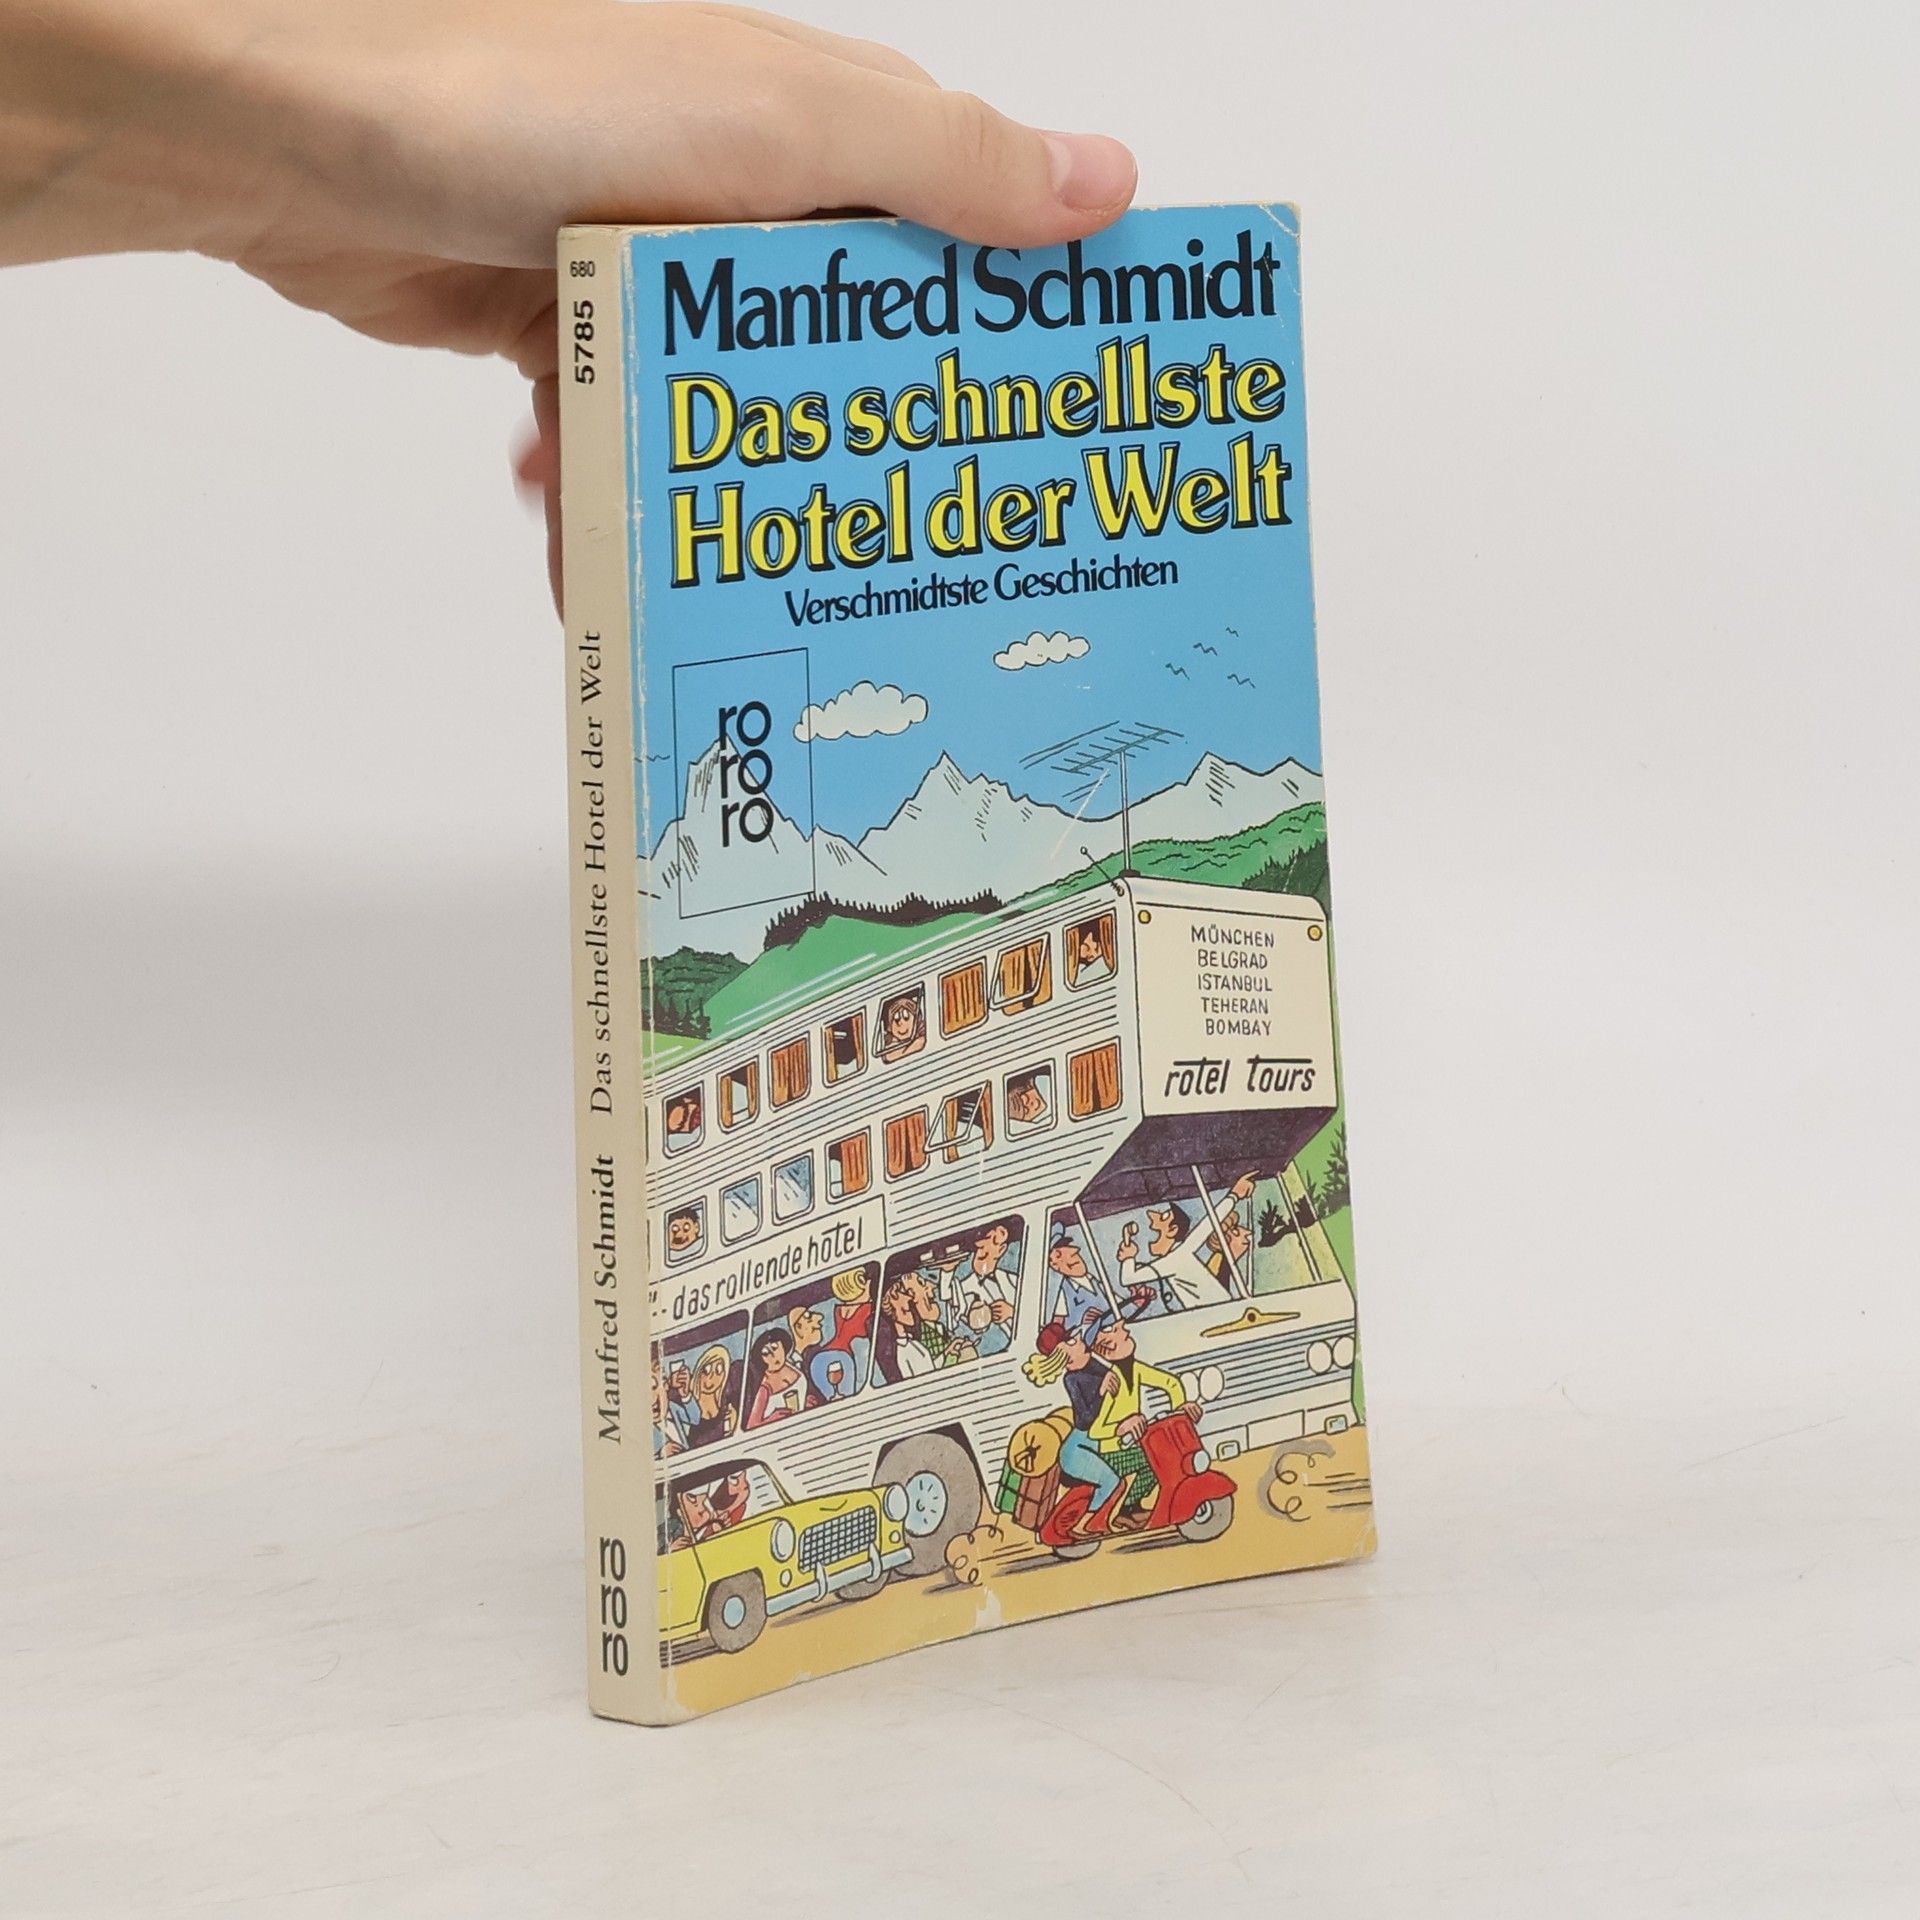 680
5785
Manfred Schmidt Das schnellste Hotel der Welt
ro
ro
ro
Manfred Schmidt
Das schnellste
Hotel der Welt
Verschmidtste Geschichten
ro
ro
ro
MÜNCHEN
BELGRAD
ISTANBUL
TEHERAN
BOMBAY
rotel tours
..- das rollende hotel
L